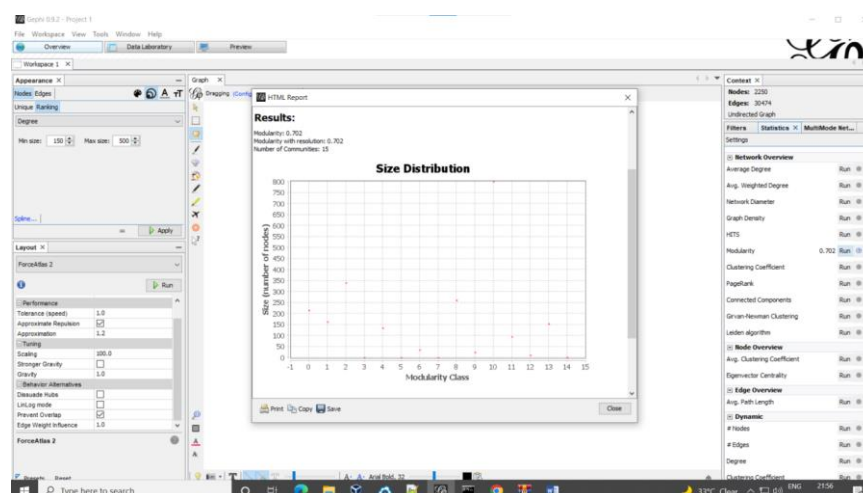 Gephi 0.9.2 - Project 1
File Workspace View Tools Window Help
Overview Data Laboratory Preview
Workspace 1 ×
Appearance ×
Nodes Edges
Unique Ranking
Degree
Min size: 150 Max size: 500
Spline...
Apply
Layout ×
ForceAtlas 2
Run
Performance
Tolerance (speed) 1.0
Approximate Repulsion
Approximation 1.2
Tuning
Scaling 100.0
Stronger Gravity
Gravity 1.0
Behavior Alternatives
Dissuade Hubs
LinLog mode
Prevent Overlap
Edge Weight Influence 1.0
ForceAtlas 2
Presets... Reset
Graph ×
Dragging
HTML Report
Results:
Modularity: 0.702
Modularity with resolution: 0.702
Number of Communities: 15
Size Distribution
Size (number of nodes)
800
750
700
650
600
550
500
450
400
350
300
250
200
150
100
50
0
-1 0 1 2 3 4 5 6 7 8 9 10 11 12 13 14 15
Modularity Class
Print Copy Save Close
A- A- Arial Bold, 32
Context ×
Nodes: 2250
Edges: 30474
Undirected Graph
Filters Statistics × MultiMode Net...
Settings
Network Overview
Average Degree Run
Avg. Weighted Degree Run
Network Diameter Run
Graph Density Run
HITS Run
Modularity 0.702 Run
Clustering Coefficient Run
PageRank Run
Connected Components Run
Girvan-Newman Clustering Run
Leiden algorithm Run
Node Overview
Avg. Clustering Coefficient Run
Eigenvector Centrality Run
Edge Overview
Avg. Path Length Run
Dynamic
# Nodes Run
# Edges Run
Degree Run
Clustering Coefficient Run
Type here to search
33°C Clear ENG 21:56